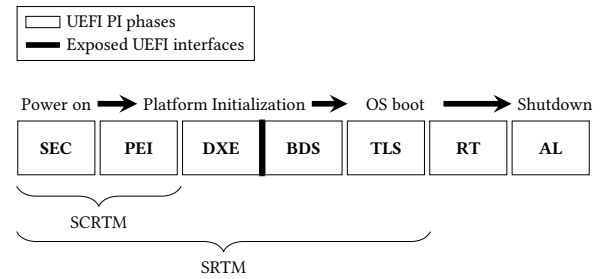 UEFI PI phases
Exposed UEFI interfaces
Power on Platform Initialization OS boot Shutdown
SEC PEI DXE BDS TLS RT AL
SCRTM
SRTM